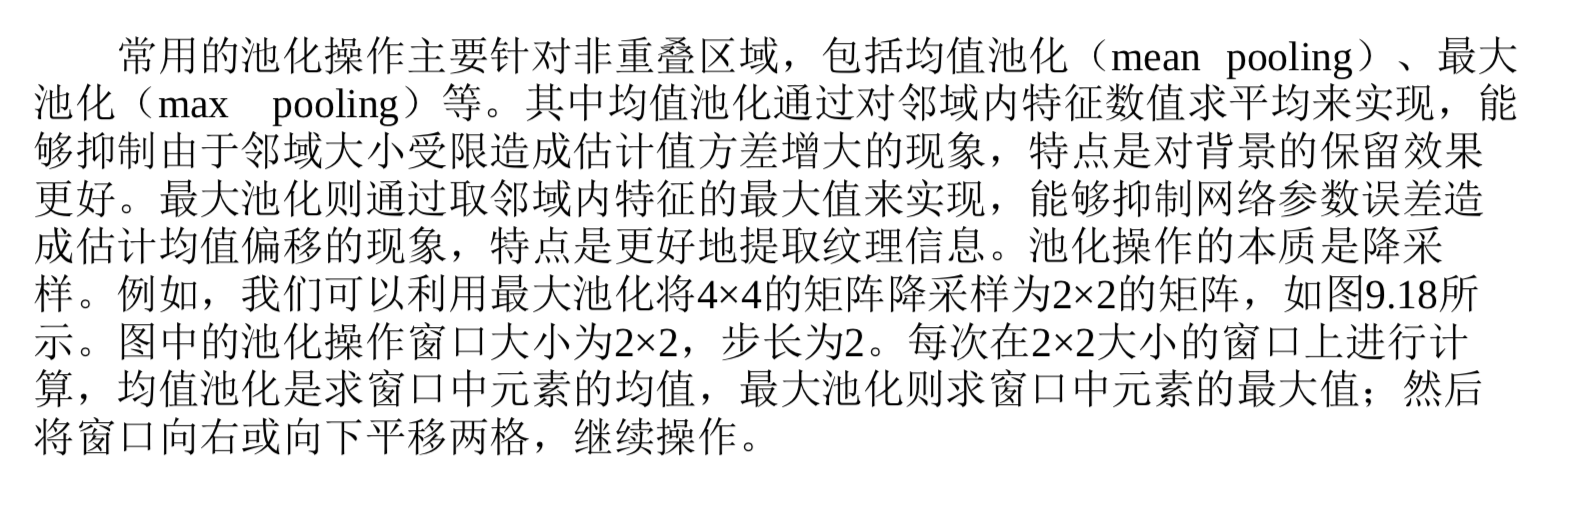 常用的池化操作主要针对非重叠区域，包括均值池化（mean pooling）、最大
池化（max pooling）等。其中均值池化通过对邻域内特征数值求平均来实现，能
够抑制由于邻域大小受限造成估计值方差增大的现象，特点是对背景的保留效果
更好。最大池化则通过取邻域内特征的最大值来实现，能够抑制网络参数误差造
成估计均值偏移的现象，特点是更好地提取纹理信息。池化操作的本质是降采
样。例如，我们可以利用最大池化将4×4的矩阵降采样为2×2的矩阵，如图9.18所
示。图中的池化操作窗口大小为2×2，步长为2。每次在2×2大小的窗口上进行计
算，均值池化是求窗口中元素的均值，最大池化则求窗口中元素的最大值；然后
将窗口向右或向下平移两格，继续操作。